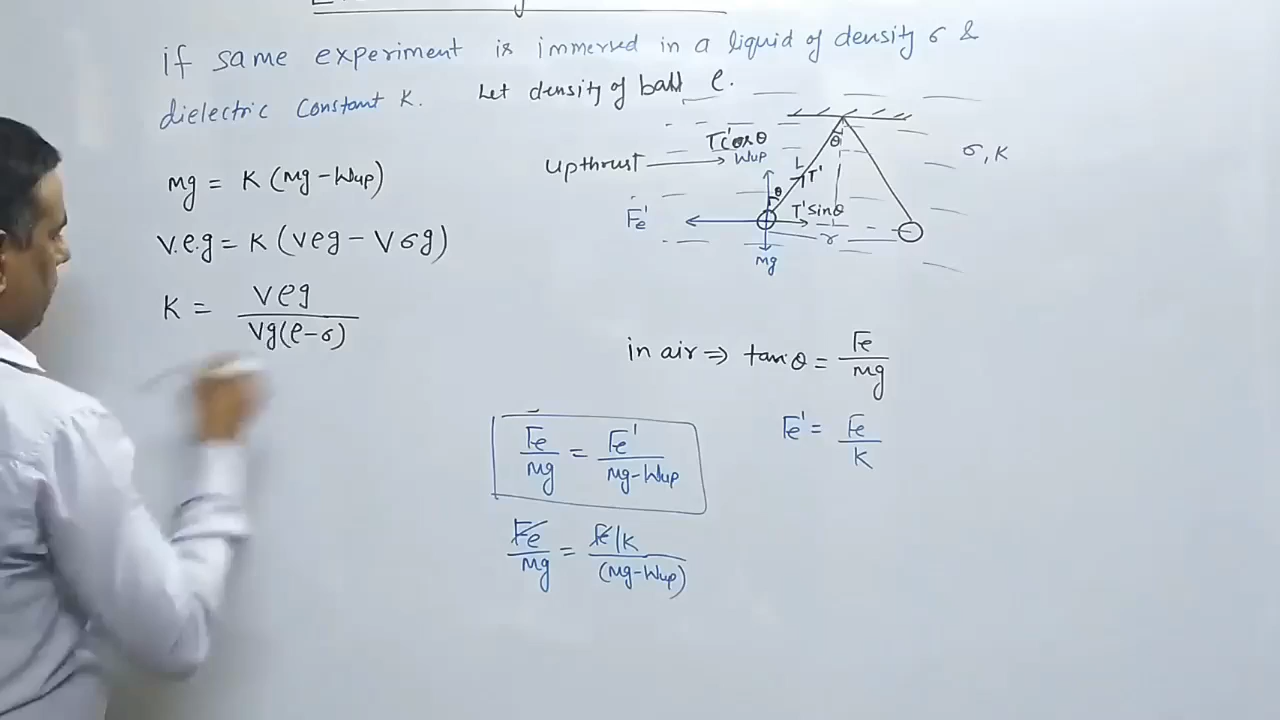 if same experiment is immersed in a liquid of density σ &
dielectric constant K. Let density of ball ρ.
mg = K (mg - Wup)
v.ρ.g = K (vρg - vσg)
K = vρg / vg(ρ-σ)
Upthrust → Wup
T'cosθ
θ
L
T'
θ
T'sinθ
Fe'
r
mg
σ, K
in air ⇒ tanθ = Fe / mg
Fe' = Fe / K
Fe / mg = Fe' / mg - Wup
Fe / mg = Fe/K / (mg - Wup)